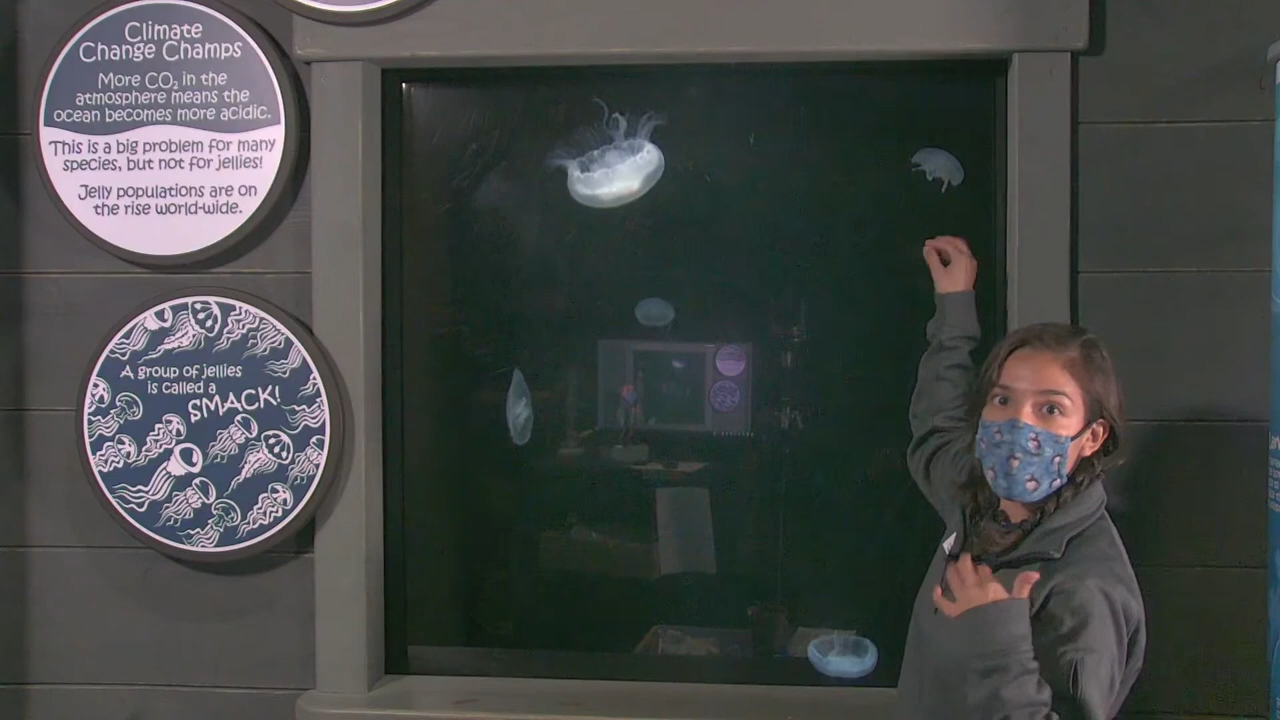 Climate
Change Champs
More CO₂ in the
atmosphere means the
ocean becomes more acidic.
This is a big problem for many
species, but not for jellies!
Jelly populations are on
the rise world-wide.
A group of jellies
is called a
SMACK!